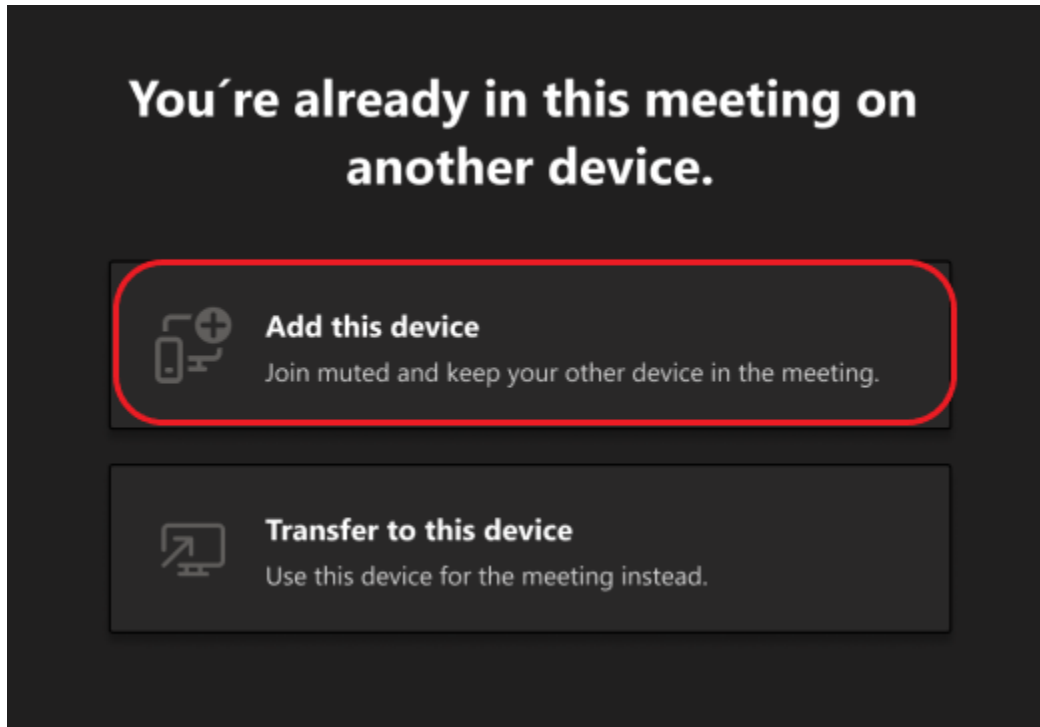 You´re already in this meeting on
another device.
Add this device
Join muted and keep your other device in the meeting.
Transfer to this device
Use this device for the meeting instead.